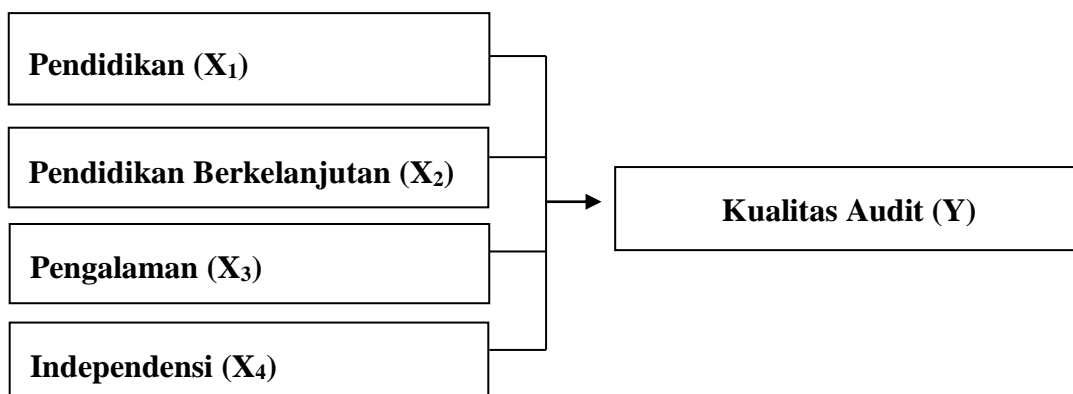 Pendidikan (X₁)
Pendidikan Berkelanjutan (X₂)
Pengalaman (X₃)
Independensi (X₄)
Kualitas Audit (Y)